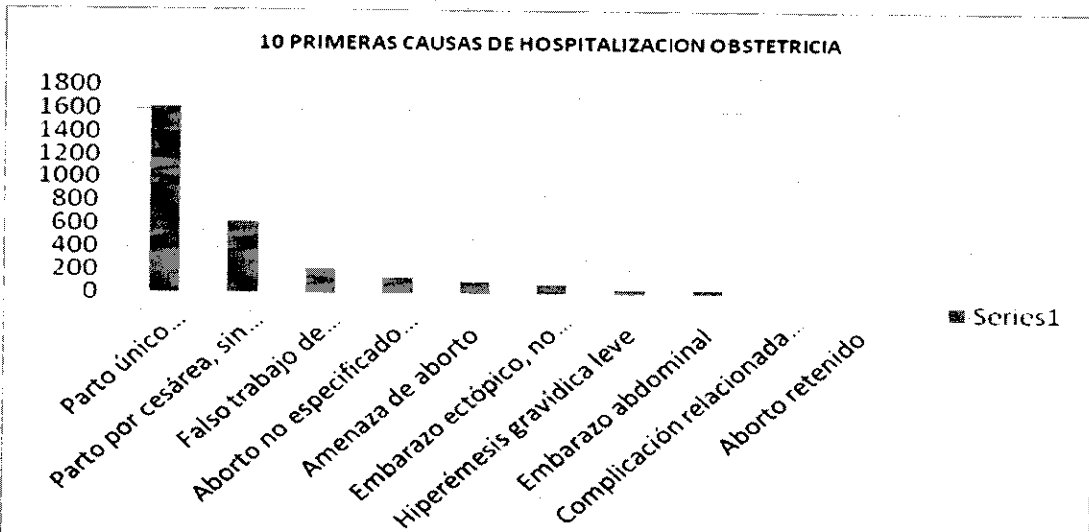 10 PRIMERAS CAUSAS DE HOSPITALIZACION OBSTETRICIA
1800
1600
1400
1200
1000
800
600
400
200
0
Parto único...
Parto por cesárea, sin...
Falso trabajo de...
Aborto no especificado...
Amenaza de aborto
Embarazo ectópico, no...
Hiperémesis gravidica leve
Embarazo abdominal
Complicación relacionada...
Aborto retenido
Series1